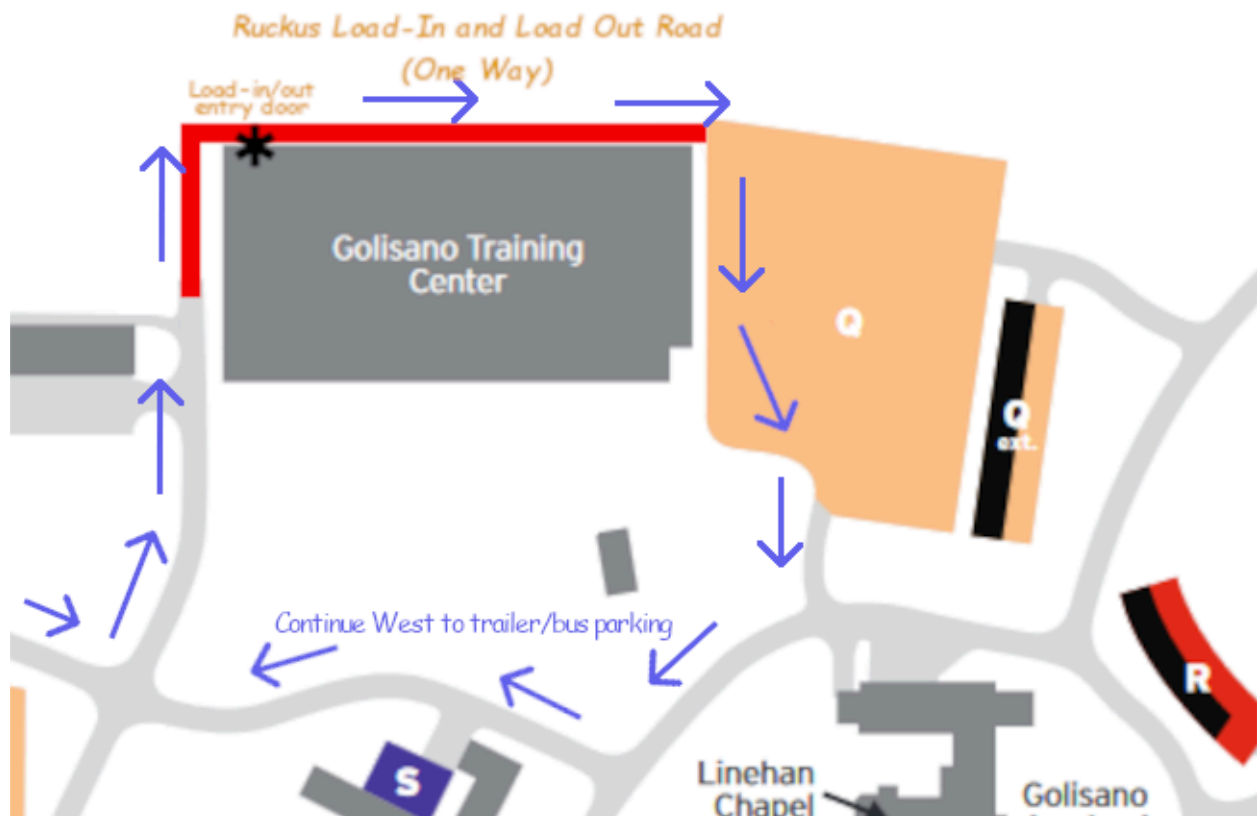 Ruckus Load-In and Load Out Road
(One Way)
Load-in/out
entry door
Golisano Training
Center
Q
Q
ext.
Continue West to trailer/bus parking
R
S
Linehan
Chapel
Golisano